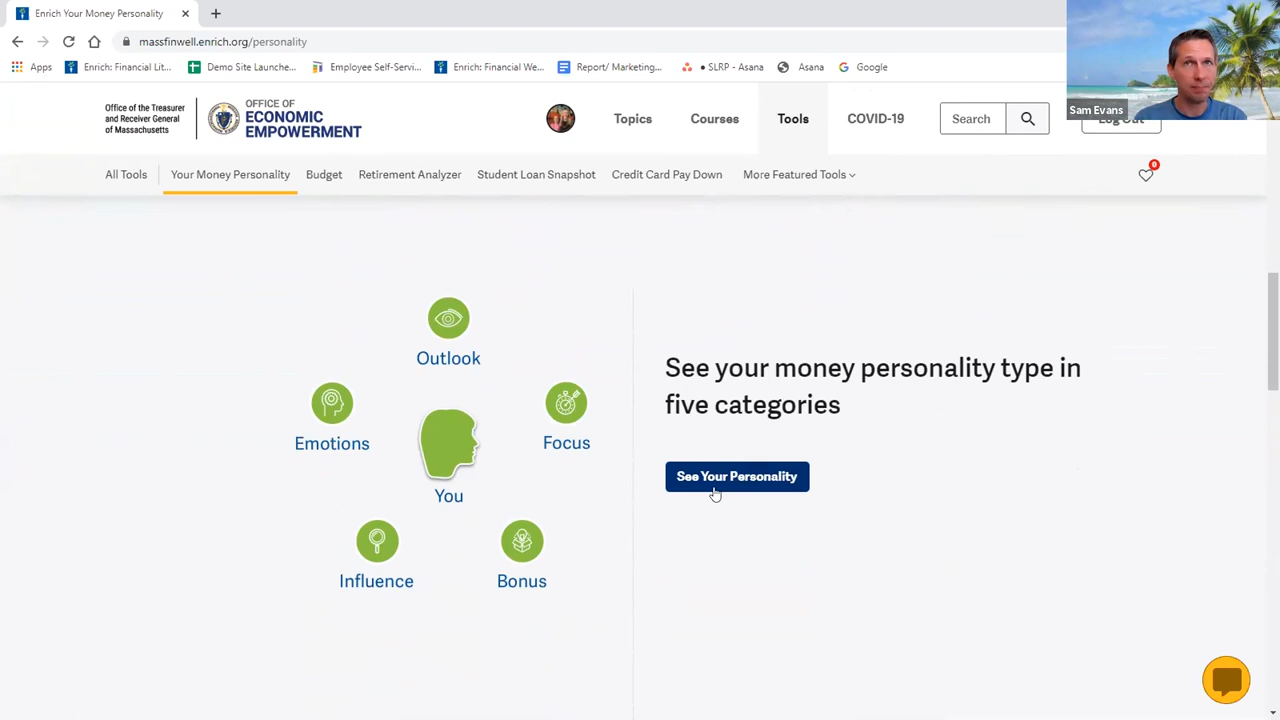 Enrich Your Money Personality
massfinwell.enrich.org/personality
Apps
Enrich: Financial Lit...
Demo Site Launche...
Employee Self-Servi...
Enrich: Financial We...
Report/ Marketing...
• SLRP - Asana
Asana
Google
Sam Evans
Office of the Treasurer
and Receiver General
of Massachusetts
OFFICE OF
ECONOMIC
EMPOWERMENT
Topics
Courses
Tools
COVID-19
Search
Log Out
All Tools
Your Money Personality
Budget
Retirement Analyzer
Student Loan Snapshot
Credit Card Pay Down
More Featured Tools
0
Outlook
Emotions
Focus
You
Influence
Bonus
See your money personality type in
five categories
See Your Personality